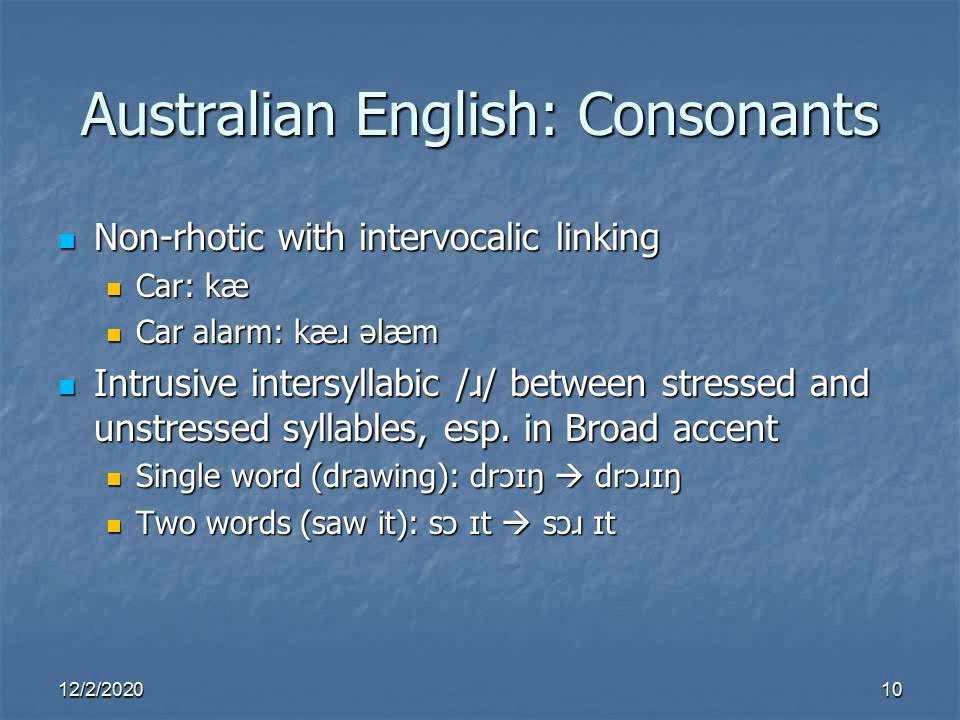 Australian English: Consonants
Non-rhotic with intervocalic linking
Car: kæ
Car alarm: kæɹ əlæm
Intrusive intersyllabic /ɹ/ between stressed and
unstressed syllables, esp. in Broad accent
Single word (drawing): drɔɪŋ → drɔɹɪŋ
Two words (saw it): sɔ ɪt → sɔɹ ɪt
12/2/2020
10